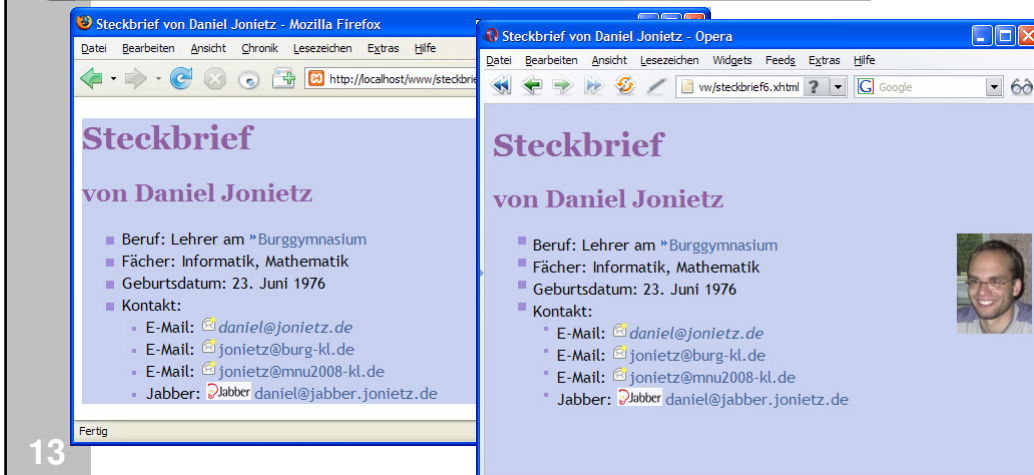 Steckbrief von Daniel Jonietz - Mozilla Firefox
Datei Bearbeiten Ansicht Chronik Lesezeichen Extras Hilfe
http://localhost/www/steckbrie
Steckbrief
von Daniel Jonietz
Beruf: Lehrer am »Burggymnasium
Fächer: Informatik, Mathematik
Geburtsdatum: 23. Juni 1976
Kontakt:
E-Mail: daniel@jonietz.de
E-Mail: jonietz@burg-kl.de
E-Mail: jonietz@mnu2008-kl.de
Jabber: Jabber daniel@jabber.jonietz.de
Fertig
Steckbrief von Daniel Jonietz - Opera
Datei Bearbeiten Ansicht Lesezeichen Widgets Feeds Extras Hilfe
vw/steckbrief6.xhtml ? G Google
Steckbrief
von Daniel Jonietz
Beruf: Lehrer am »Burggymnasium
Fächer: Informatik, Mathematik
Geburtsdatum: 23. Juni 1976
Kontakt:
E-Mail: daniel@jonietz.de
E-Mail: jonietz@burg-kl.de
E-Mail: jonietz@mnu2008-kl.de
Jabber: Jabber daniel@jabber.jonietz.de
13